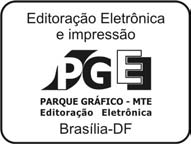 Editoração Eletrônica
e impressão
PGE
PARQUE GRÁFICO - MTE
Editoração Eletrônica
Brasília-DF